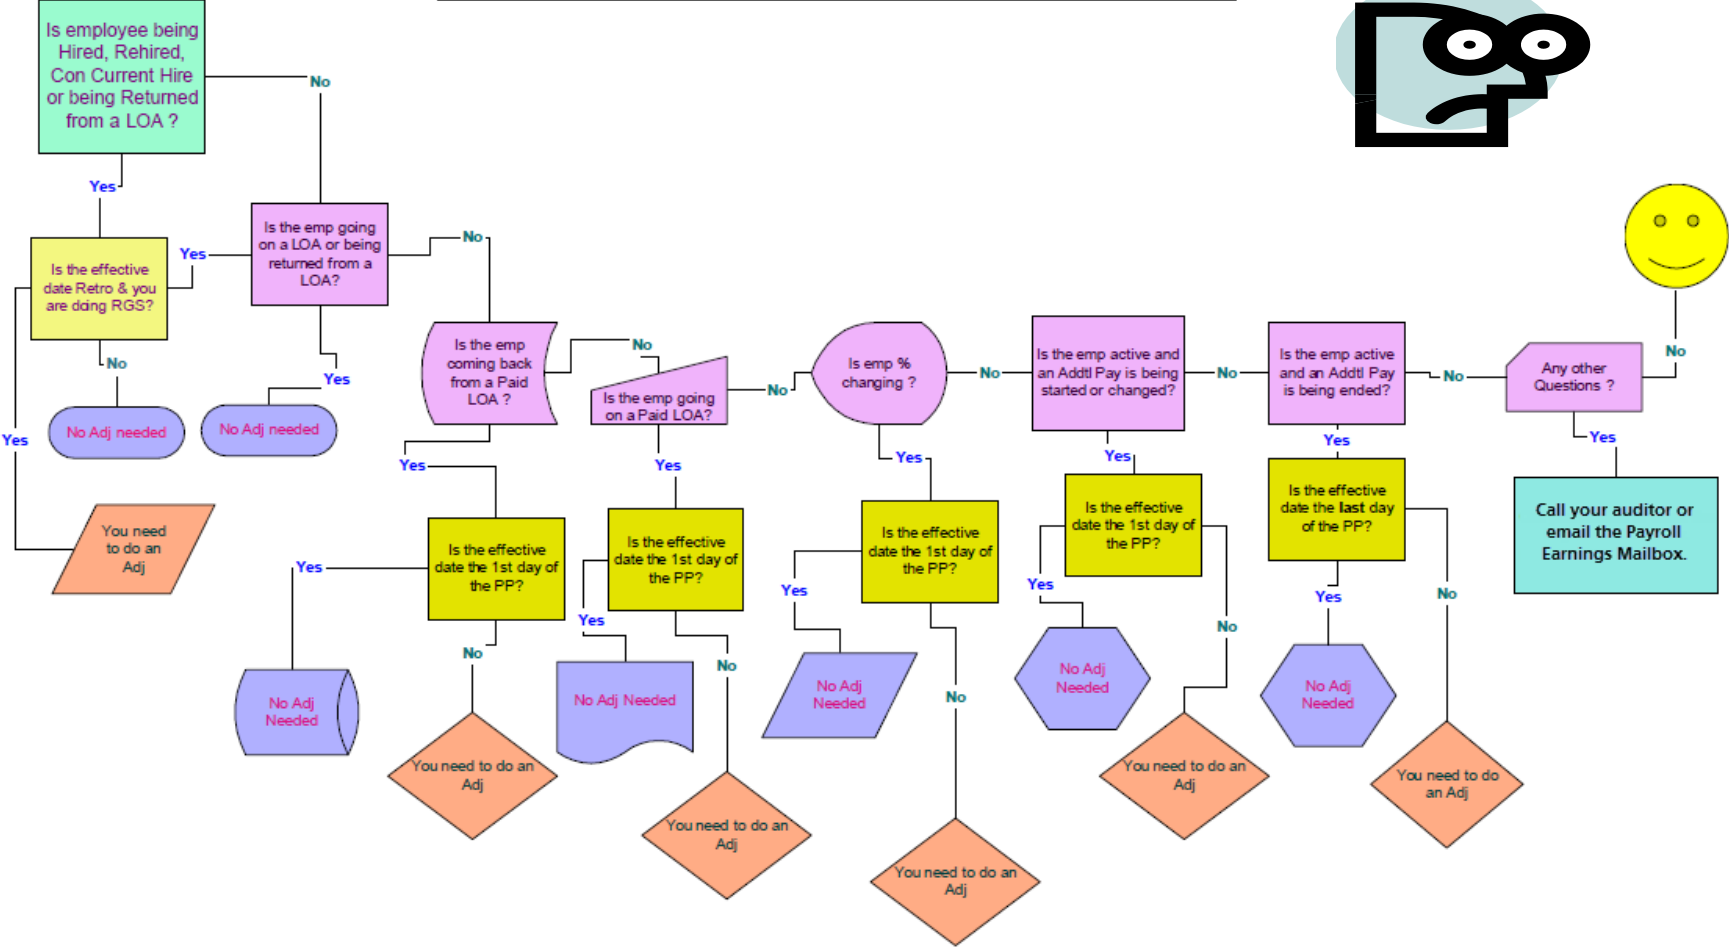 Is employee being
Hired, Rehired,
Con Current Hire
or being Returned
from a LOA ?
No
Yes
Is the effective
date Retro & you
are doing RGS?
Yes
Is the emp going
on a LOA or being
returned from a
LOA?
No
No
Yes
Yes
No Adj needed
No Adj needed
You need
to do an
Adj
Is the emp
coming back
from a Paid
LOA ?
No
Is the emp going
on a Paid LOA?
No
Is emp %
changing ?
No
Is the emp active and
an Addtl Pay is being
started or changed?
No
Is the emp active
and an Addtl Pay
is being ended?
No
Any other
Questions ?
No
Yes
Yes
Yes
Yes
Yes
Yes
Is the effective
date the 1st day of
the PP?
Is the effective
date the 1st day of
the PP?
Is the effective
date the 1st day of
the PP?
Is the effective
date the 1st day of
the PP?
Is the effective
date the last day
of the PP?
Call your auditor or
email the Payroll
Earnings Mailbox.
Yes
Yes
Yes
Yes
Yes
No
No
No
No
No
No Adj
Needed
No Adj Needed
No Adj
Needed
No Adj
Needed
No Adj
Needed
You need to do an
Adj
You need to do an
Adj
You need to do an
Adj
You need to do an
Adj
You need to do
an Adj